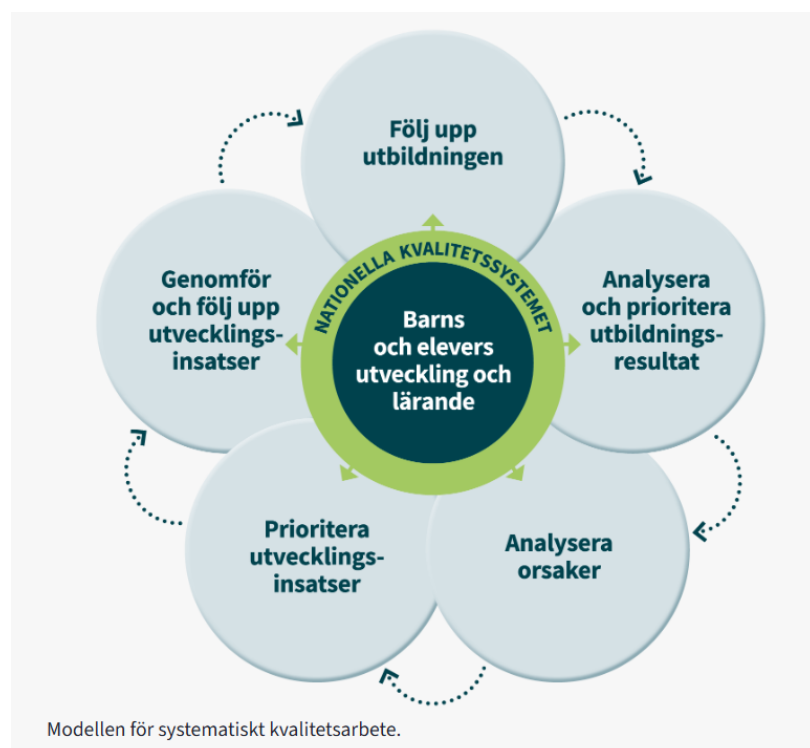 Följ upp
utbildningen
Analysera
och prioritera
utbildnings-
resultat
Analysera
orsaker
Prioritera
utvecklings-
insatser
Genomför
och följ upp
utvecklings-
insatser
NATIONELLA KVALITETSSYSTEMET
Barns
och elevers
utveckling och
lärande
Modellen för systematiskt kvalitetsarbete.